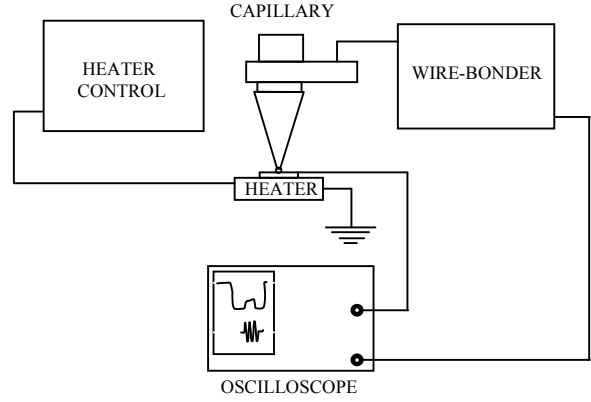 CAPILLARY
HEATER
CONTROL
WIRE-BONDER
HEATER
OSCILLOSCOPE